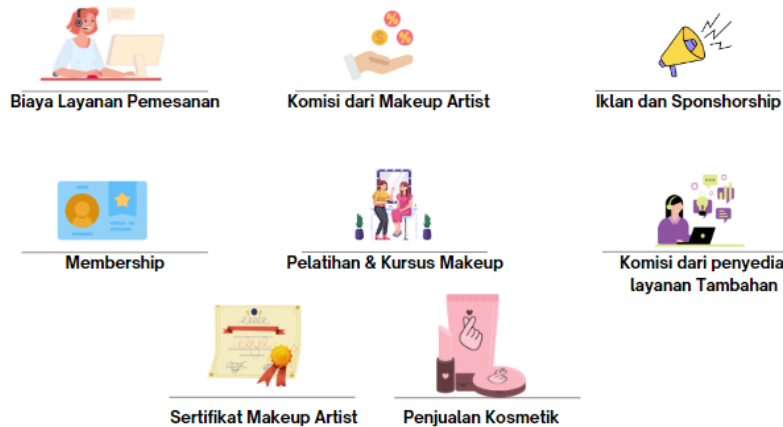 Biaya Layanan Pemesanan
Komisi dari Makeup Artist
Iklan dan Sponshorship
Membership
Pelatihan & Kursus Makeup
Komisi dari penyedia
layanan Tambahan
Sertifikat Makeup Artist
Penjualan Kosmetik